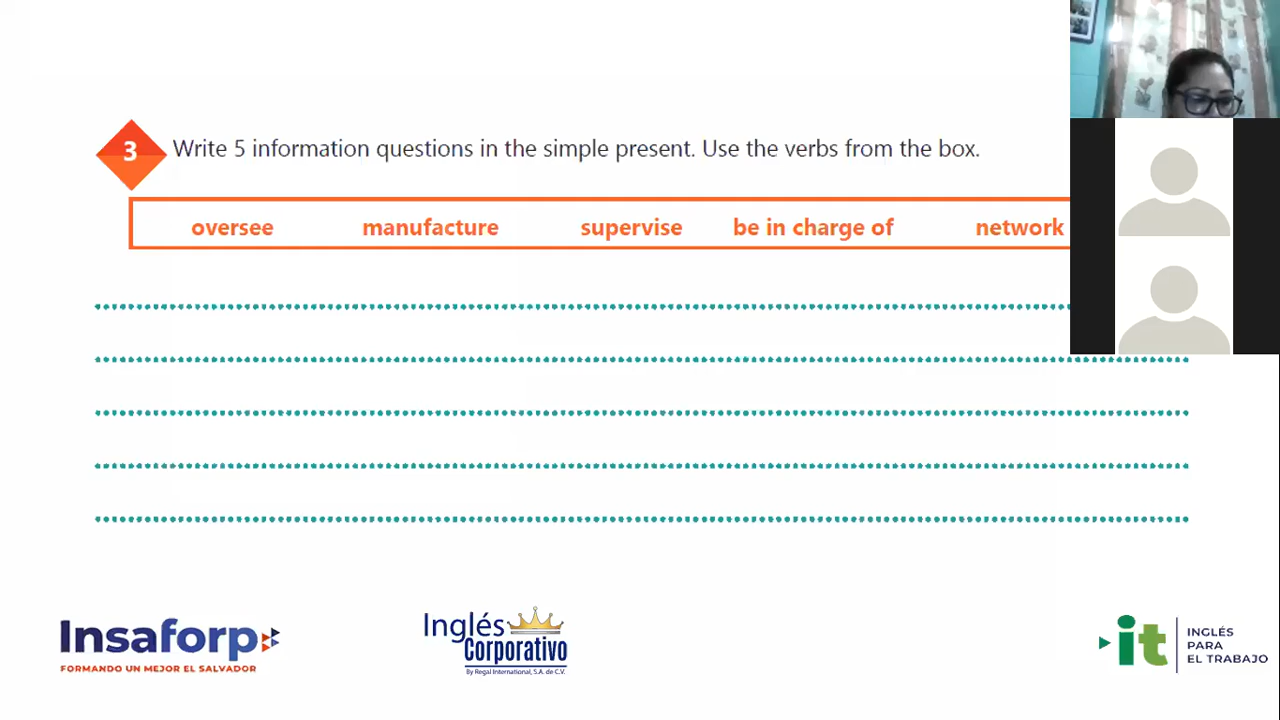 3 Write 5 information questions in the simple present. Use the verbs from the box.
oversee manufacture supervise be in charge of network
Insaforp
FORMANDO UN MEJOR EL SALVADOR
Inglés
Corporativo
By Regal International, S.A. de C.V.
it
INGLÉS
PARA
EL TRABAJO